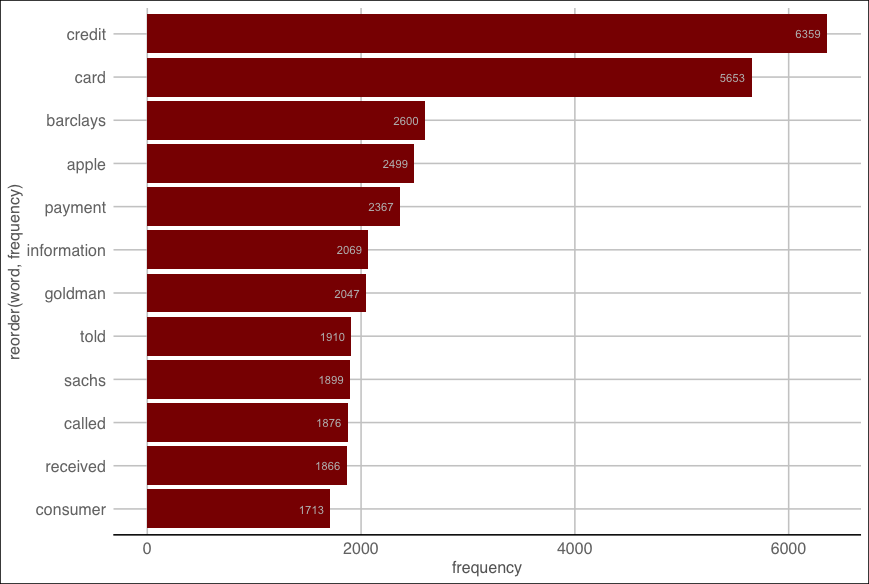 credit 6359
card 5653
barclays 2600
apple 2499
payment 2367
information 2069
goldman 2047
told 1910
sachs 1899
called 1876
received 1866
consumer 1713
reorder(word, frequency)
0 2000 4000 6000
frequency